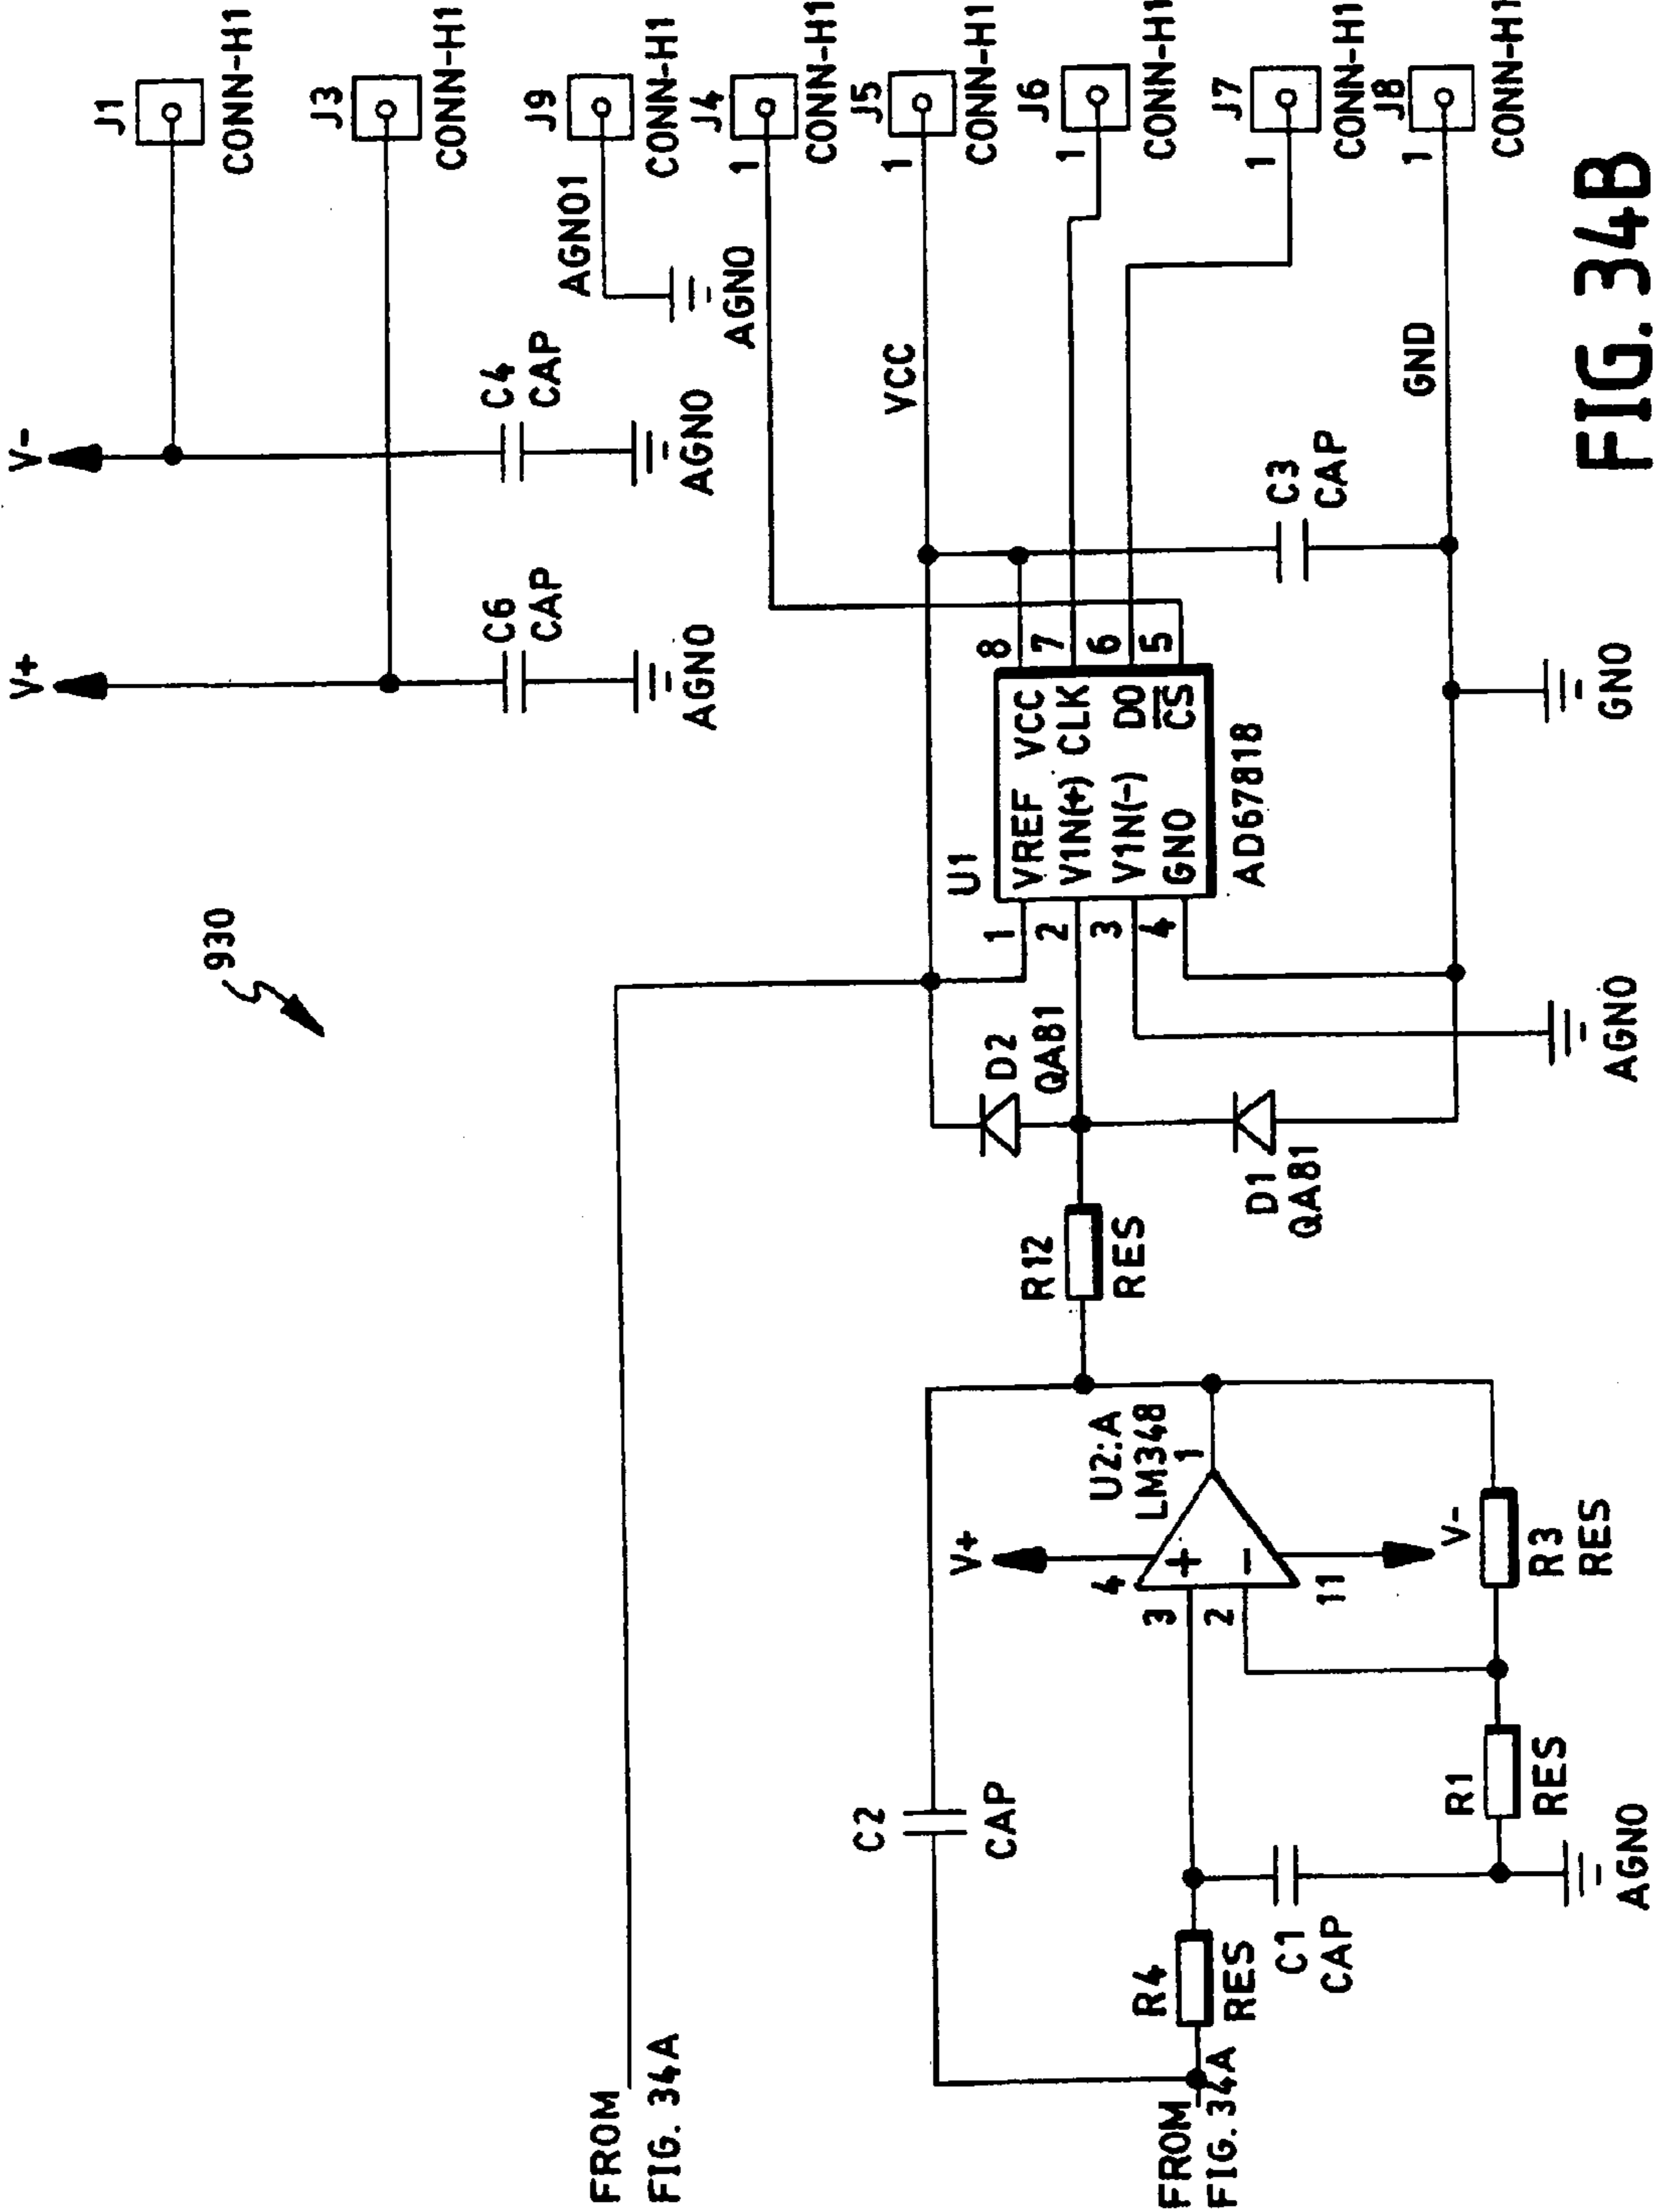 930
V+
V-
J1
CONN-H1
C6
CAP
AGNO
C4
CAP
AGNO
J3
CONN-H1
J9
CONN-H1
AGNO1
AGNO
J4
1
CONN-H1
J5
1
CONN-H1
VCC
J6
1
CONN-H1
J7
1
CONN-H1
J8
1
CONN-H1
GND
FROM
FIG. 34A
C2
CAP
FROM
FIG. 34A
R4
RES
C1
CAP
R1
RES
AGNO
V+
4
3
2
11
+
-
U2:A
LM348
1
V-
R3
RES
R12
RES
D2
QA81
D1
QA81
AGNO
U1
1
2
3
4
VREF VCC
V1N(+) CLK
V1N(-) DO
GNO CS
8
7
6
5
AD67818
C3
CAP
GNO
FIG. 34B